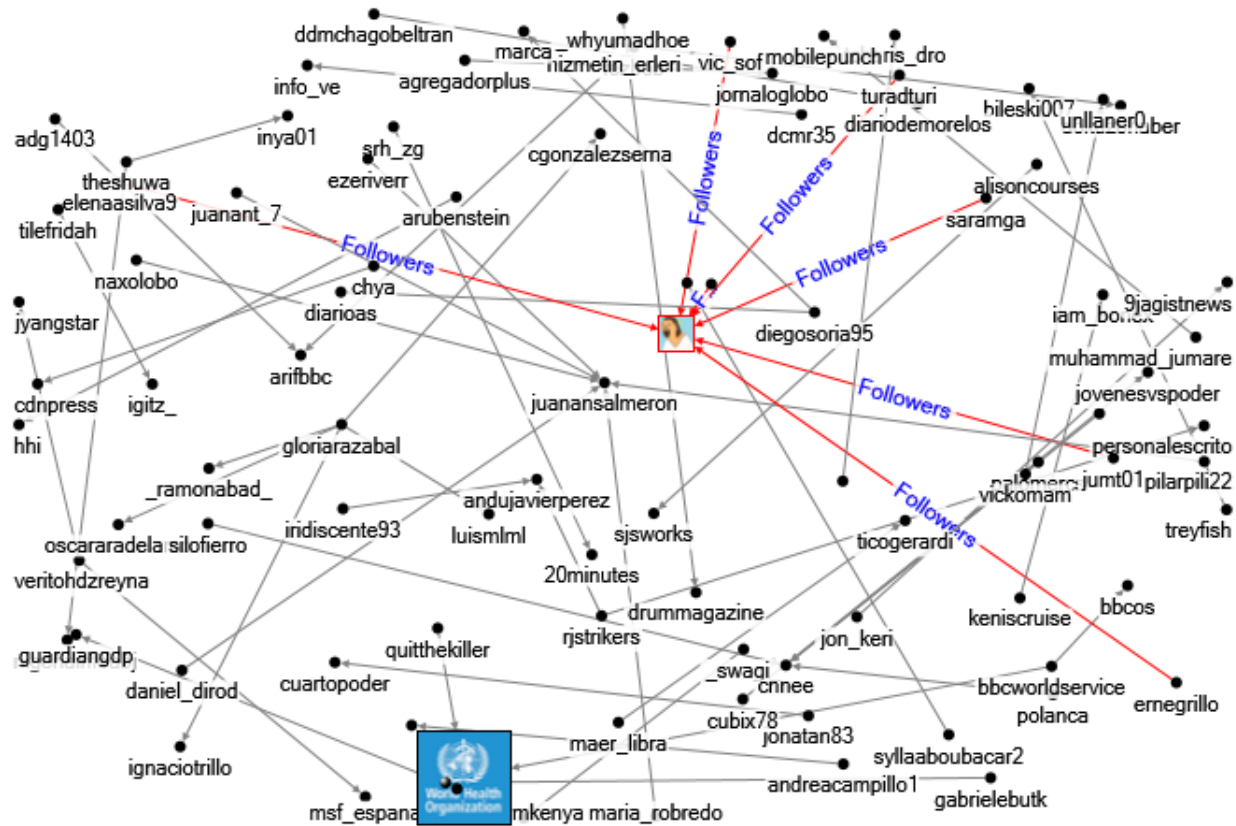 ddmchagobeltran
marca_
whyumadhoe
hizmetin_erleri
vic_sof
mobilepunch
ris_dro
info_ve
agregadorplus
jornaloglobo
turadturi
bileski007
unllaner0
adg1403
inya01
srh_zg
cgonzalezserna
dcmr35
diariodemorelos
theshuwa
elenaasilva9
ezeriverr
Followers
Followers
alisoncourses
tilefridah
juanant_7
arubenstein
saramga
Followers
Followers
naxolobo
chya
jyangstar
diarioas
F
diegosoria95
9jagistnews
arifbbc
muhammad_jumare
cdnpress
igitz_
juanansalmeron
Followers
jovenesvspoder
hhi
gloriarazabal
personalescrito
_ramonabad_
andujavierperez
vickomam
jumt01
pilarpili22
oscararadela
silofierro
iridiscente93
luismlml
sjsworks
Followers
ticogerardi
treyfish
veritohdzreyna
20minutes
drummagazine
keniscruise
bbcos
rjstrikers
jon_keri
guardiangdp
quitthekiller
daniel_dirod
cuartopoder
_swagi
cnnee
bbcworldservice
polanca
ernegrillo
cubix78
jonatan83
ignaciotrillo
maer_libra
syllaaboubacar2
World Health
Organization
andreacampillo1
gabrielebutk
msf_espana
mkenya
maria_robredo